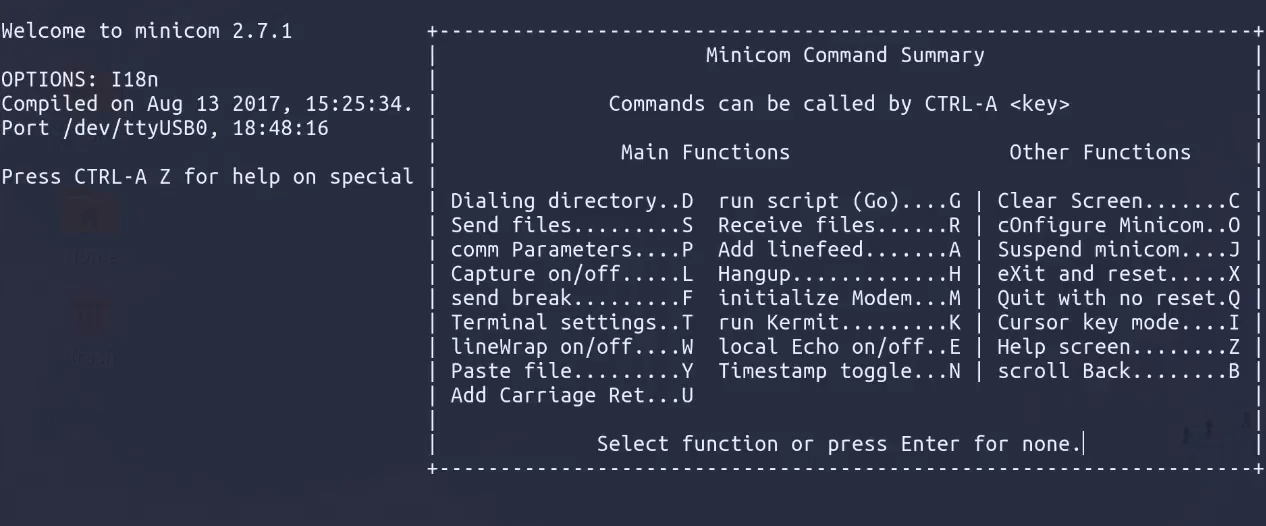 Welcome to minicom 2.7.1
OPTIONS: I18n
Compiled on Aug 13 2017, 15:25:34.
Port /dev/ttyUSB0, 18:48:16
Press CTRL-A Z for help on special
+-------------------------------------------------------------------+
Minicom Command Summary
Commands can be called by CTRL-A <key>
Main Functions Other Functions
Dialing directory..D run script (Go)....G | Clear Screen.......C
Send files.........S Receive files......R | cOnfigure Minicom..O
comm Parameters....P Add linefeed.......A | Suspend minicom....J
Capture on/off.....L Hangup.............H | eXit and reset.....X
send break.........F initialize Modem...M | Quit with no reset.Q
Terminal settings..T run Kermit.........K | Cursor key mode....I
lineWrap on/off....W local Echo on/off..E | Help screen........Z
Paste file.........Y Timestamp toggle...N | scroll Back........B
Add Carriage Ret...U
Select function or press Enter for none.
+-------------------------------------------------------------------+